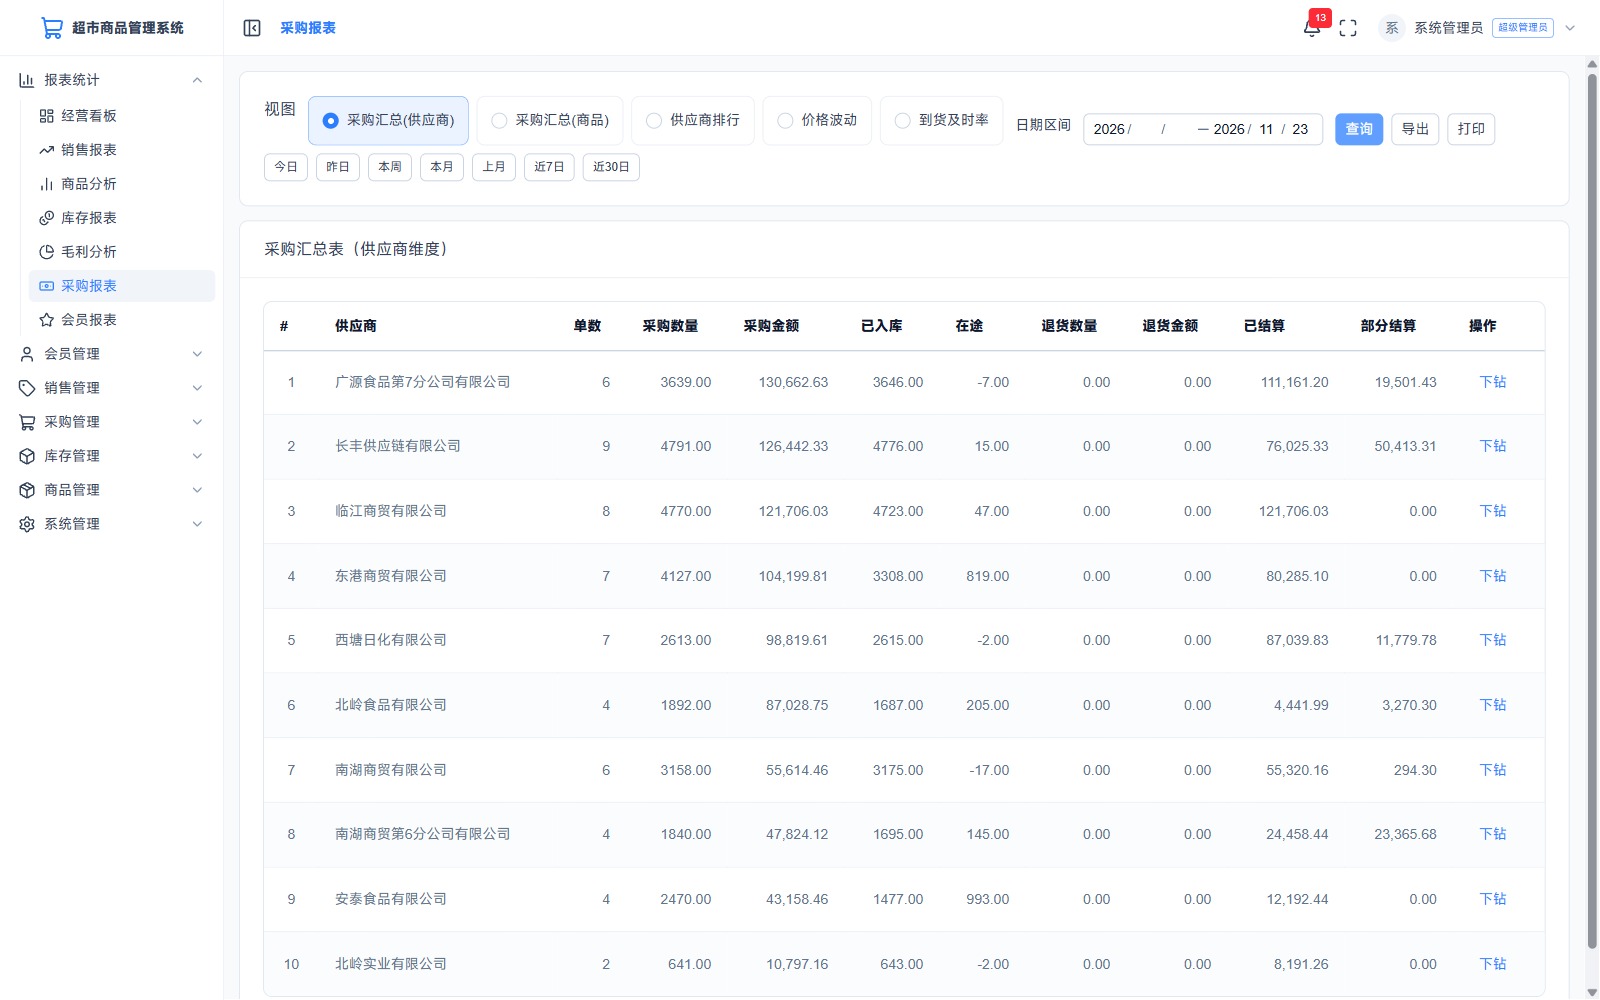 超市商品管理系统
采购报表
13
系 系统管理员 超级管理员
报表统计
经营看板
销售报表
商品分析
库存报表
毛利分析
采购报表
会员报表
会员管理
销售管理
采购管理
库存管理
商品管理
系统管理
视图 采购汇总(供应商) 采购汇总(商品) 供应商排行 价格波动 到货及时率 日期区间 2026/ / — 2026/ 11 / 23 查询 导出 打印
今日 昨日 本周 本月 上月 近7日 近30日
采购汇总表（供应商维度）
# 供应商 单数 采购数量 采购金额 已入库 在途 退货数量 退货金额 已结算 部分结算 操作
1 广源食品第7分公司有限公司 6 3639.00 130,662.63 3646.00 -7.00 0.00 0.00 111,161.20 19,501.43 下钻
2 长丰供应链有限公司 9 4791.00 126,442.33 4776.00 15.00 0.00 0.00 76,025.33 50,413.31 下钻
3 临江商贸有限公司 8 4770.00 121,706.03 4723.00 47.00 0.00 0.00 121,706.03 0.00 下钻
4 东港商贸有限公司 7 4127.00 104,199.81 3308.00 819.00 0.00 0.00 80,285.10 0.00 下钻
5 西塘日化有限公司 7 2613.00 98,819.61 2615.00 -2.00 0.00 0.00 87,039.83 11,779.78 下钻
6 北岭食品有限公司 4 1892.00 87,028.75 1687.00 205.00 0.00 0.00 4,441.99 3,270.30 下钻
7 南湖商贸有限公司 6 3158.00 55,614.46 3175.00 -17.00 0.00 0.00 55,320.16 294.30 下钻
8 南湖商贸第6分公司有限公司 4 1840.00 47,824.12 1695.00 145.00 0.00 0.00 24,458.44 23,365.68 下钻
9 安泰食品有限公司 4 2470.00 43,158.46 1477.00 993.00 0.00 0.00 12,192.44 0.00 下钻
10 北岭实业有限公司 2 641.00 10,797.16 643.00 -2.00 0.00 0.00 8,191.26 0.00 下钻